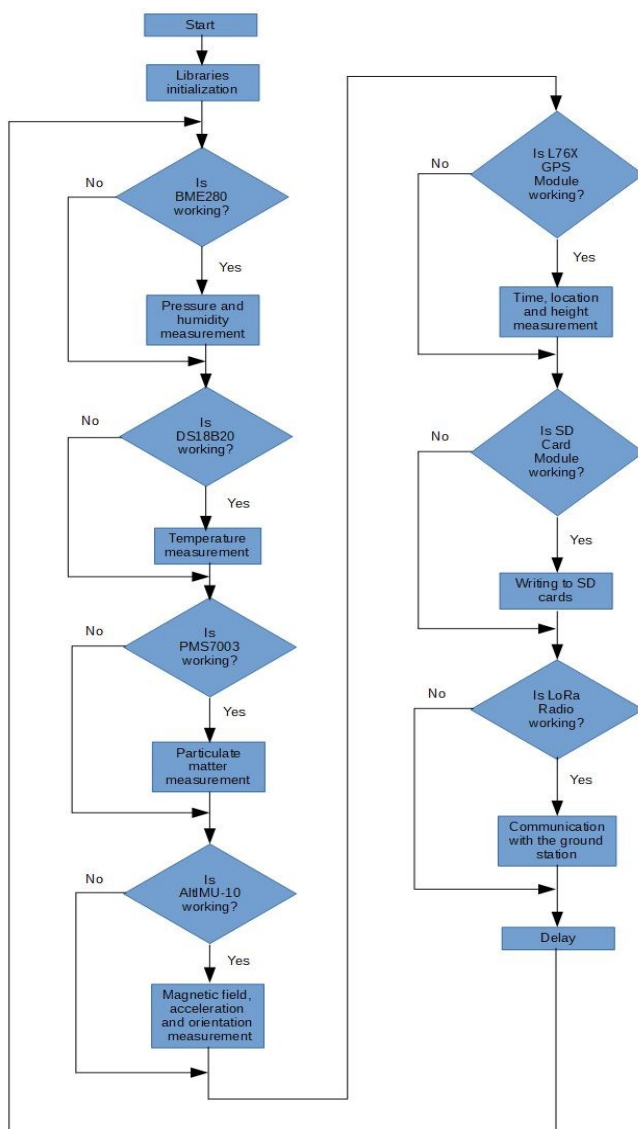 Start
Libraries
initialization
Is
BME280
working?
No
Yes
Pressure and
humidity
measurement
Is
DS18B20
working?
No
Yes
Temperature
measurement
Is
PMS7003
working?
No
Yes
Particulate
matter
measurement
Is
AltIMU-10
working?
No
Yes
Magnetic field,
acceleration
and orientation
measurement
Is L76X
GPS
Module
working?
No
Yes
Time, location
and height
measurement
Is SD
Card
Module
working?
No
Yes
Writing to SD
cards
Is LoRa
Radio
working?
No
Yes
Communication
with the ground
station
Delay